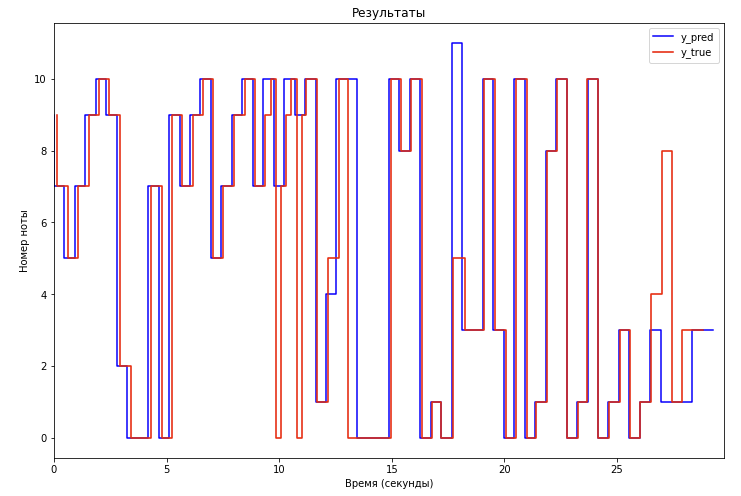 Результаты
y_pred
y_true
10
8
6
4
2
0
Номер ноты
0 5 10 15 20 25
Время (секунды)